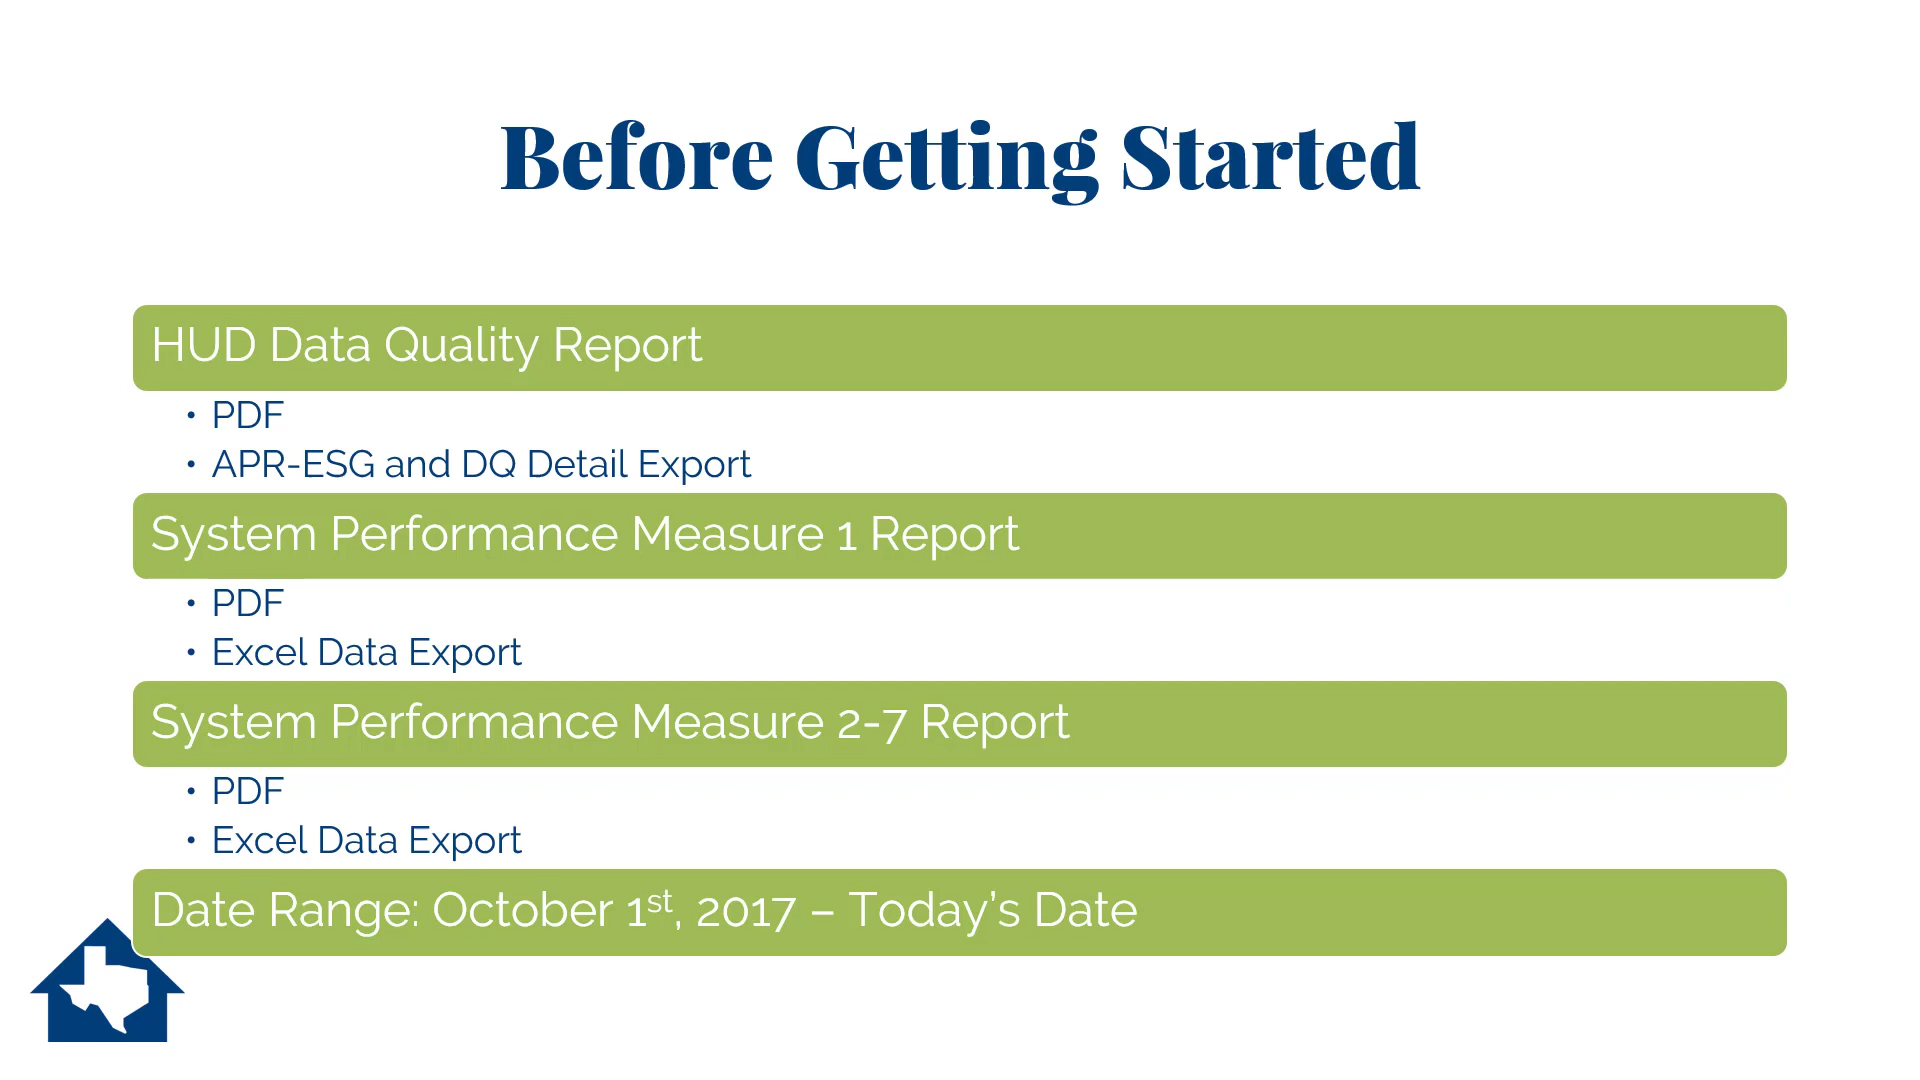 Before Getting Started
HUD Data Quality Report
• PDF
• APR-ESG and DQ Detail Export
System Performance Measure 1 Report
• PDF
• Excel Data Export
System Performance Measure 2-7 Report
• PDF
• Excel Data Export
Date Range: October 1st, 2017 – Today’s Date